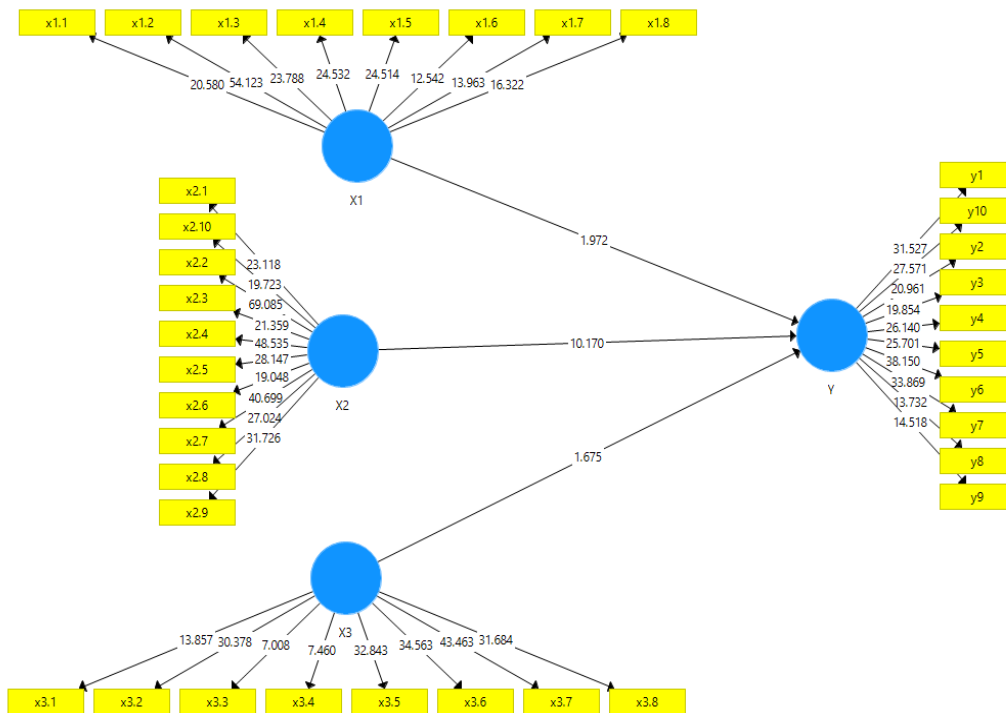 x1.1 x1.2 x1.3 x1.4 x1.5 x1.6 x1.7 x1.8
20.580 54.123 23.788 24.532 24.514 12.542 13.963 16.322
X1
x2.1
x2.10
x2.2
x2.3
x2.4
x2.5
x2.6
x2.7
x2.8
x2.9
23.118
19.723
69.085
21.359
48.535
28.147
19.048
40.699
27.024
31.726
X2
1.972
10.170
1.675
31.527
27.571
20.961
19.854
26.140
25.701
38.150
33.869
13.732
14.518
Y
y1
y10
y2
y3
y4
y5
y6
y7
y8
y9
X3
13.857 30.378 7.008 7.460 32.843 34.563 43.463 31.684
x3.1 x3.2 x3.3 x3.4 x3.5 x3.6 x3.7 x3.8